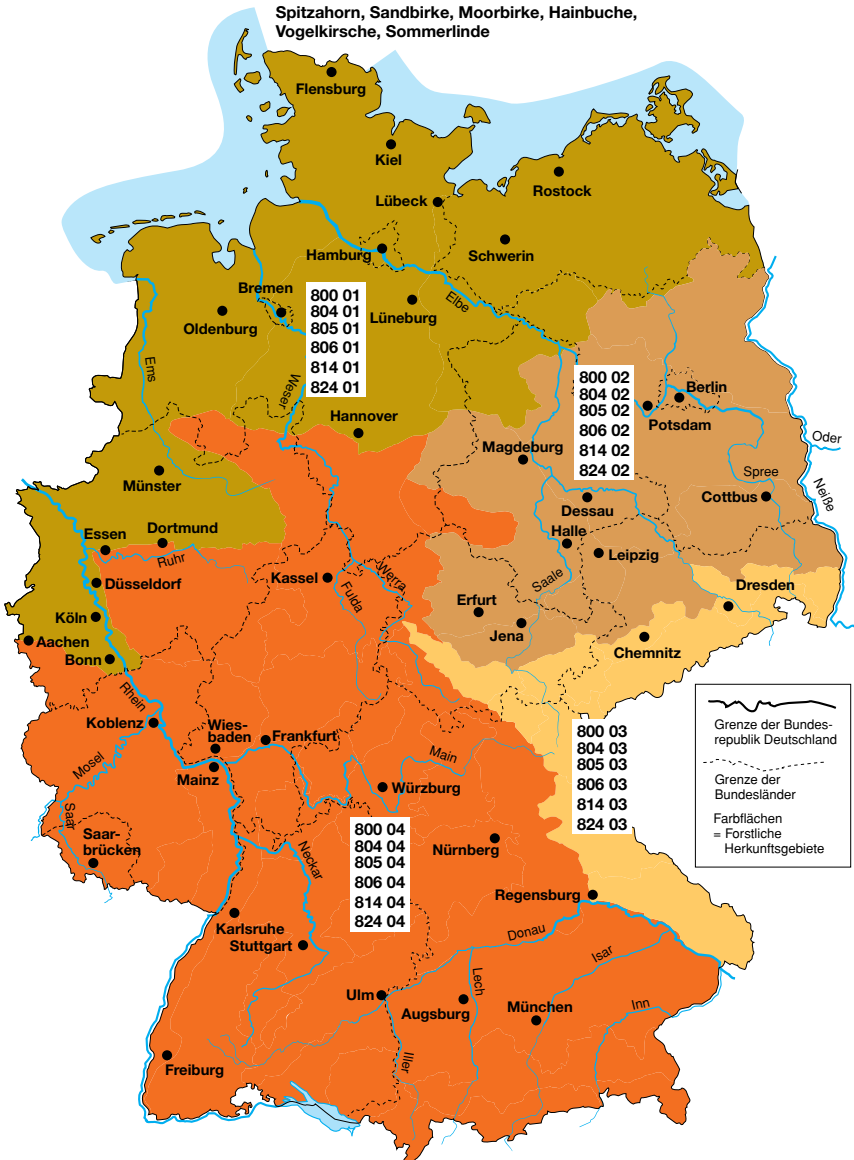 Spitzahorn, Sandbirke, Moorbirke, Hainbuche,
Vogelkirsche, Sommerlinde
Flensburg
Kiel
Rostock
Lübeck
Schwerin
Hamburg
Bremen
Oldenburg
Lüneburg
Elbe
Ems
Weser
800 01
804 01
805 01
806 01
814 01
824 01
Hannover
800 02
804 02
805 02
806 02
814 02
824 02
Berlin
Potsdam
Oder
Magdeburg
Spree
Neiße
Münster
Dessau
Cottbus
Essen
Dortmund
Halle
Leipzig
Ruhr
Düsseldorf
Kassel
Werra
Fulda
Saale
Dresden
Erfurt
Köln
Jena
Aachen
Chemnitz
Bonn
Rhein
Koblenz
Wies-
baden
Frankfurt
Main
Mosel
Mainz
Würzburg
800 03
804 03
805 03
806 03
814 03
824 03
Grenze der Bundes-
republik Deutschland
Grenze der
Bundesländer
Farbflächen
= Forstliche
Herkunftsgebiete
Saar
Saar-
brücken
Neckar
800 04
804 04
805 04
806 04
814 04
824 04
Nürnberg
Regensburg
Karlsruhe
Stuttgart
Donau
Isar
Lech
Ulm
Augsburg
München
Inn
Iller
Freiburg